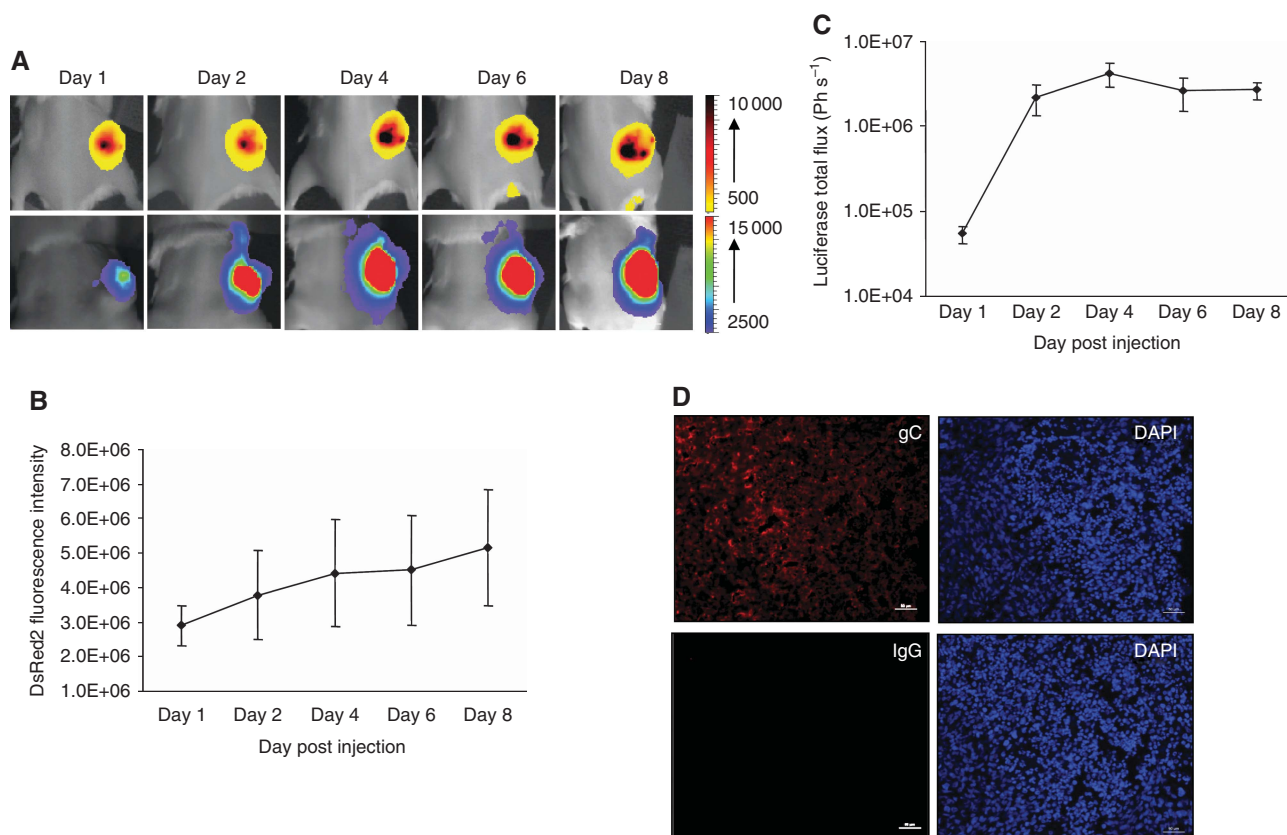 A
Day 1 Day 2 Day 4 Day 6 Day 8
10 000
500
15 000
2500
B
DsRed2 fluorescence intensity
8.0E+06
7.0E+06
6.0E+06
5.0E+06
4.0E+06
3.0E+06
2.0E+06
1.0E+06
Day 1 Day 2 Day 4 Day 6 Day 8
Day post injection
C
Luciferase total flux (Ph s⁻¹)
1.0E+07
1.0E+06
1.0E+05
1.0E+04
Day 1 Day 2 Day 4 Day 6 Day 8
Day post injection
D
gC
DAPI
IgG
DAPI